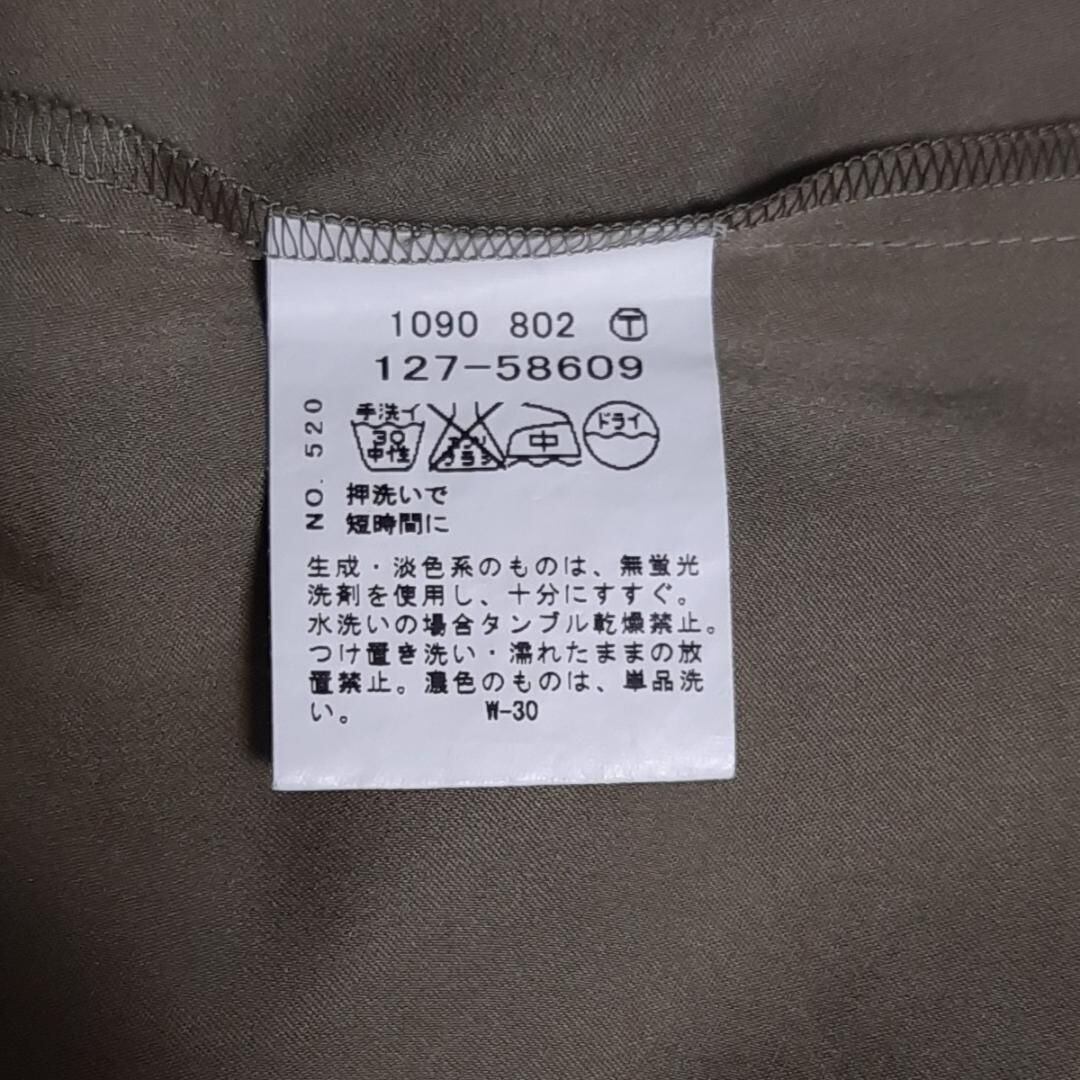 1090 802 Ⓣ
127-58609
NO. 520
手洗イ
30
中性
エンソ
サラシ
中
ドライ
押洗いで
短時間に
生成・淡色系のものは、無蛍光
洗剤を使用し、十分にすすぐ。
水洗いの場合タンブル乾燥禁止。
つけ置き洗い・濡れたままの放
置禁止。濃色のものは、単品洗
い。 W-30